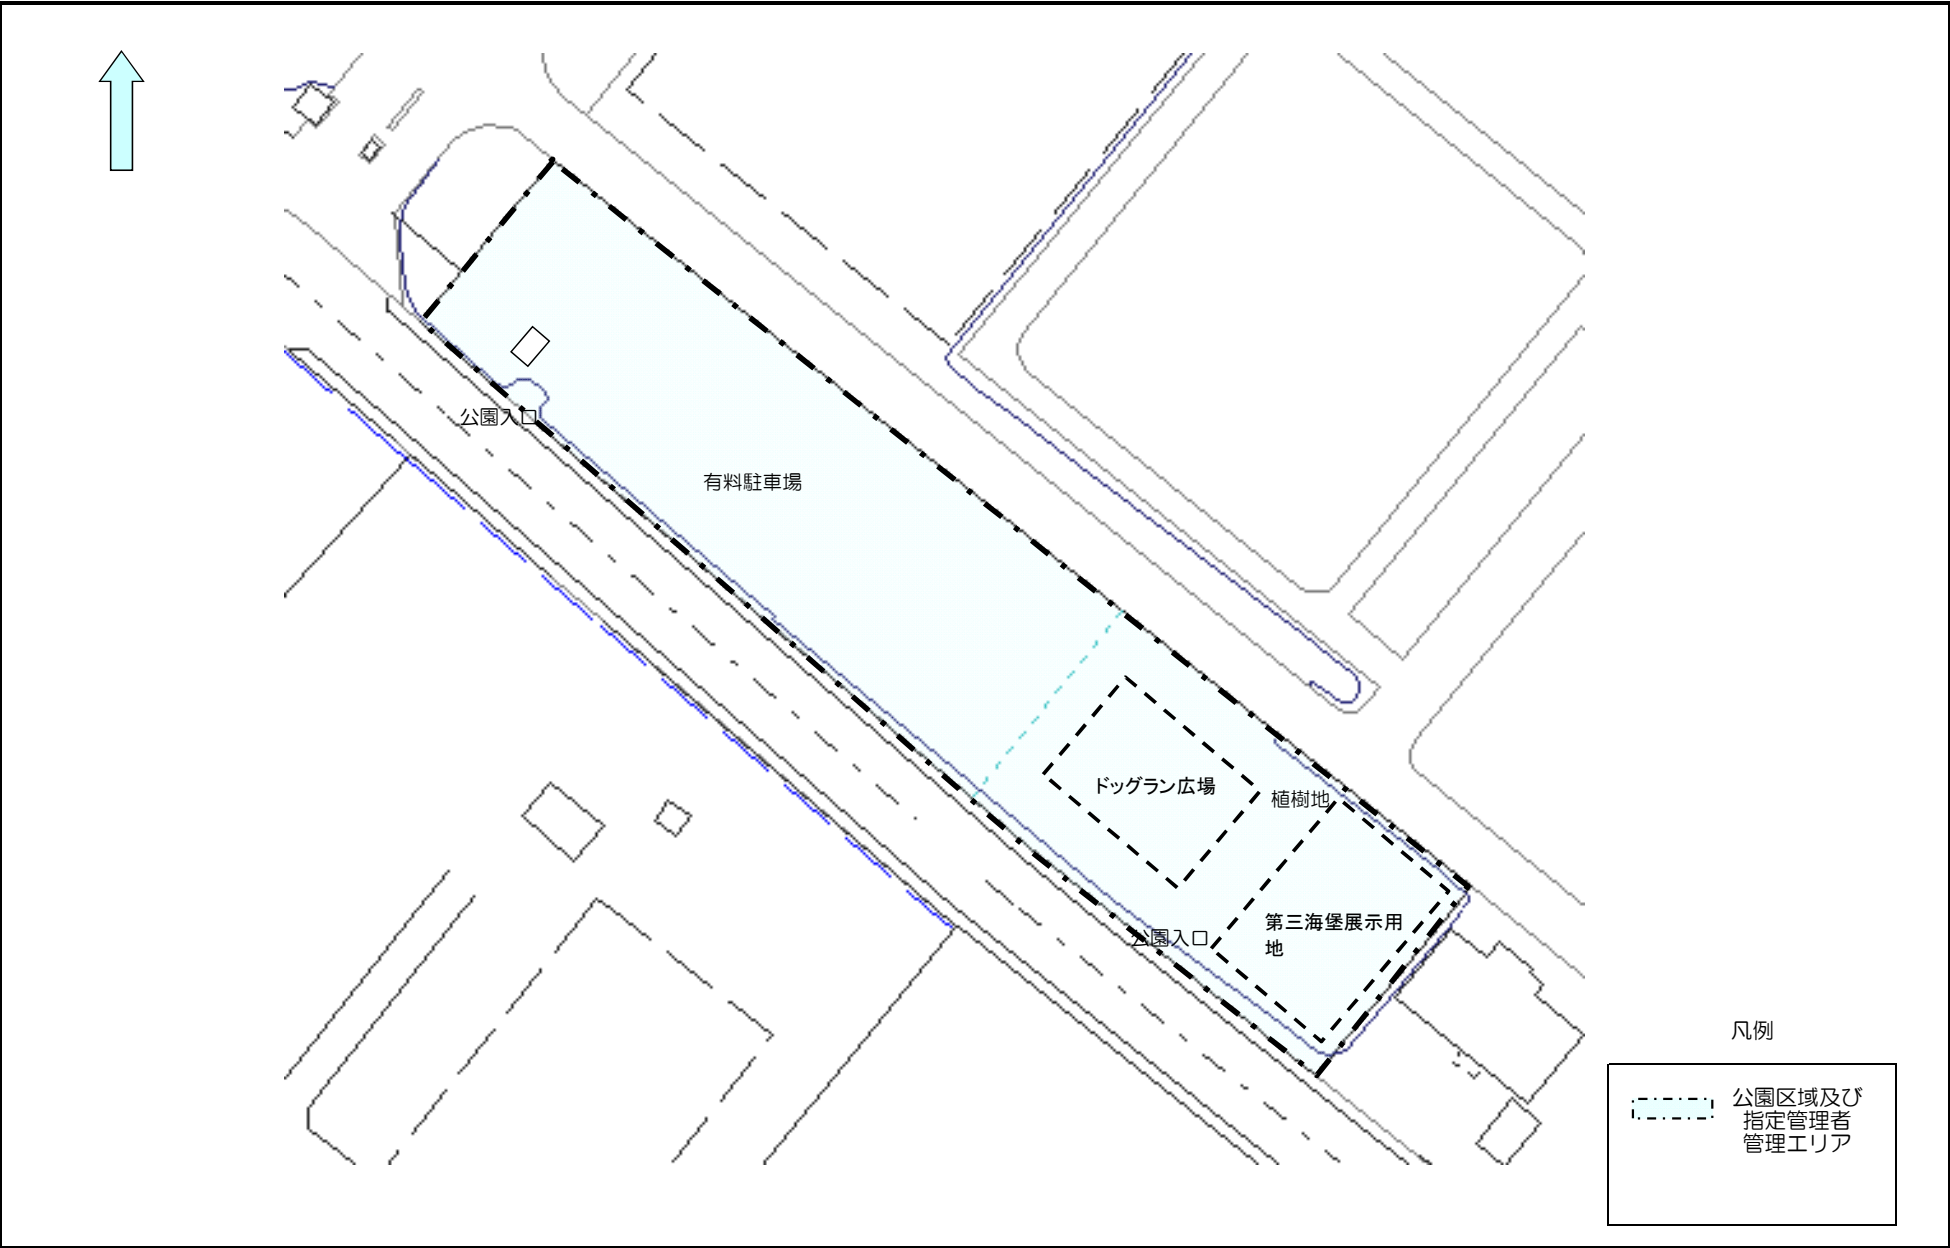 公園入口
有料駐車場
ドッグラン広場
植樹地
第三海堡展示用
地
公園入口
凡例
公園区域及び
指定管理者
管理エリア